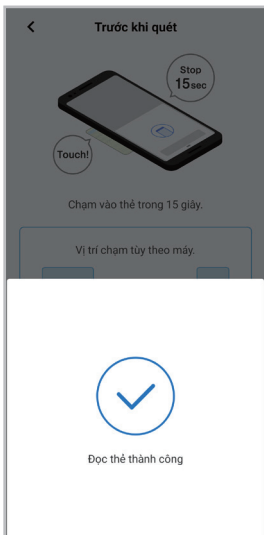 Trước khi quét
Stop
15sec
Touch!
Chạm vào thẻ trong 15 giây.
Vị trí chạm tùy theo máy.
Đọc thẻ thành công